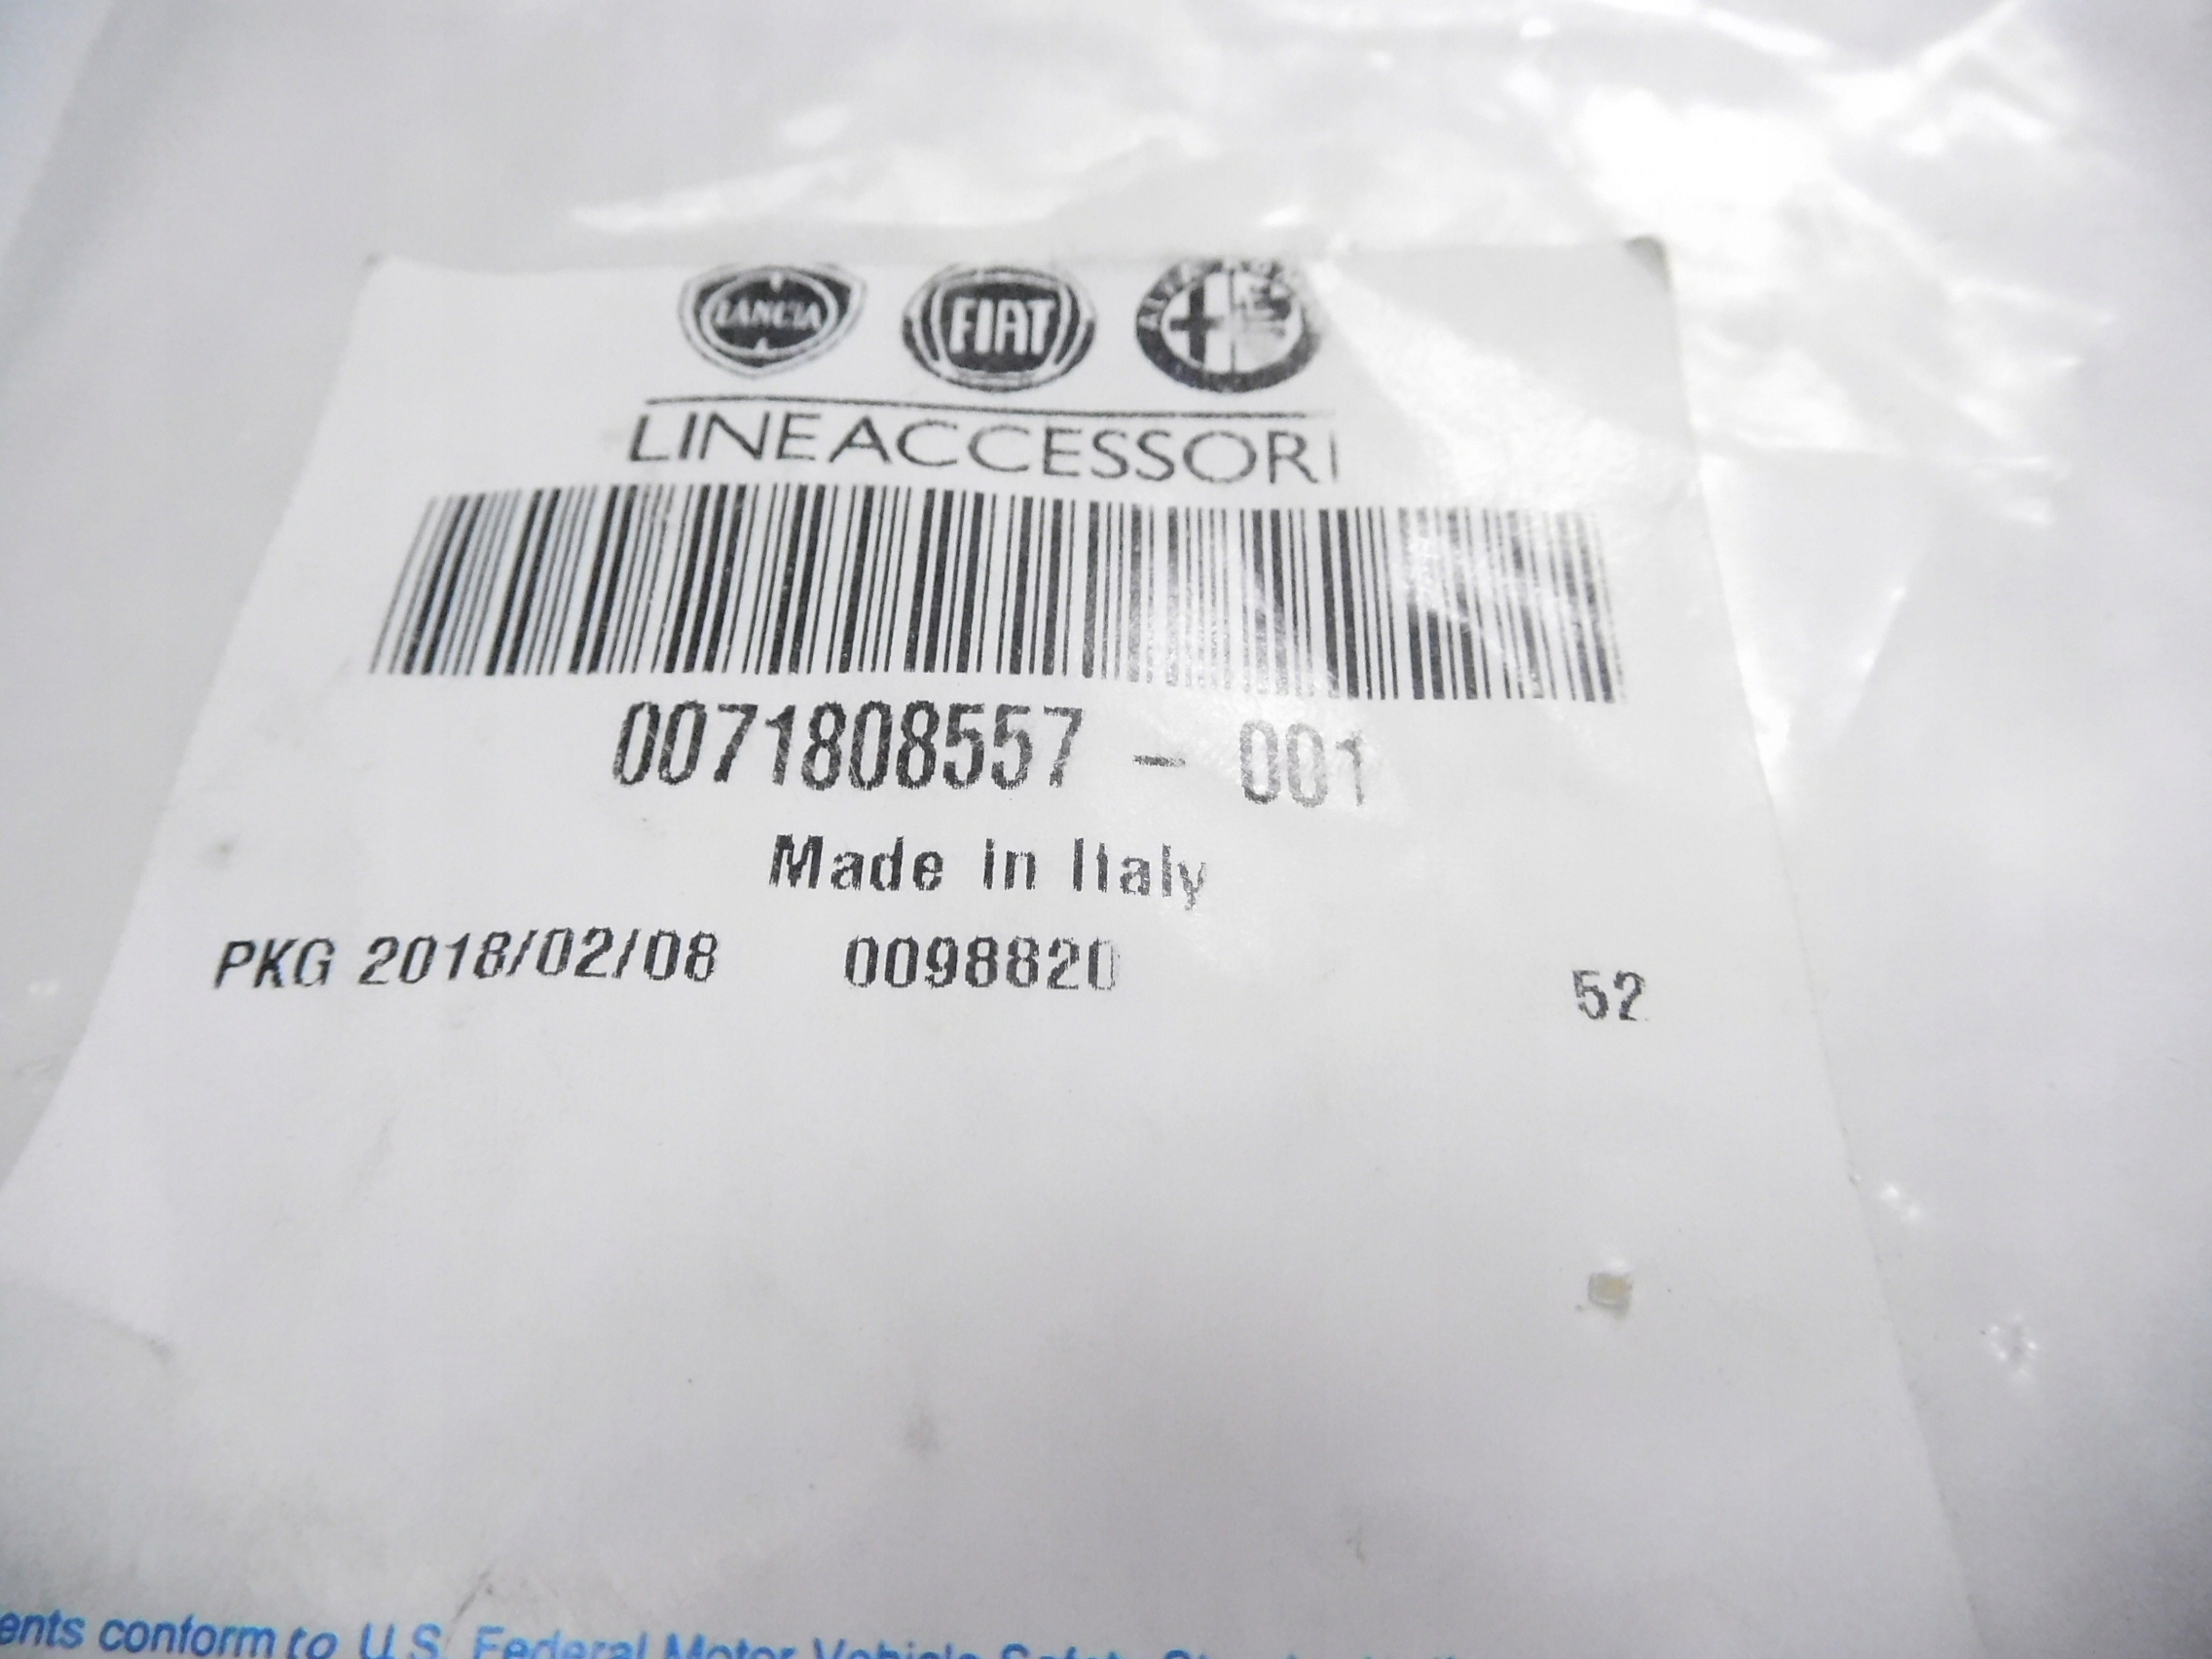 LANCIA FIAT ALFA
LINEACCESSORI
0071808557 - 001
Made in Italy
PKG 2018/02/08 0098820 52
ents conform to U.S. Federal Motor Vehicle Safety